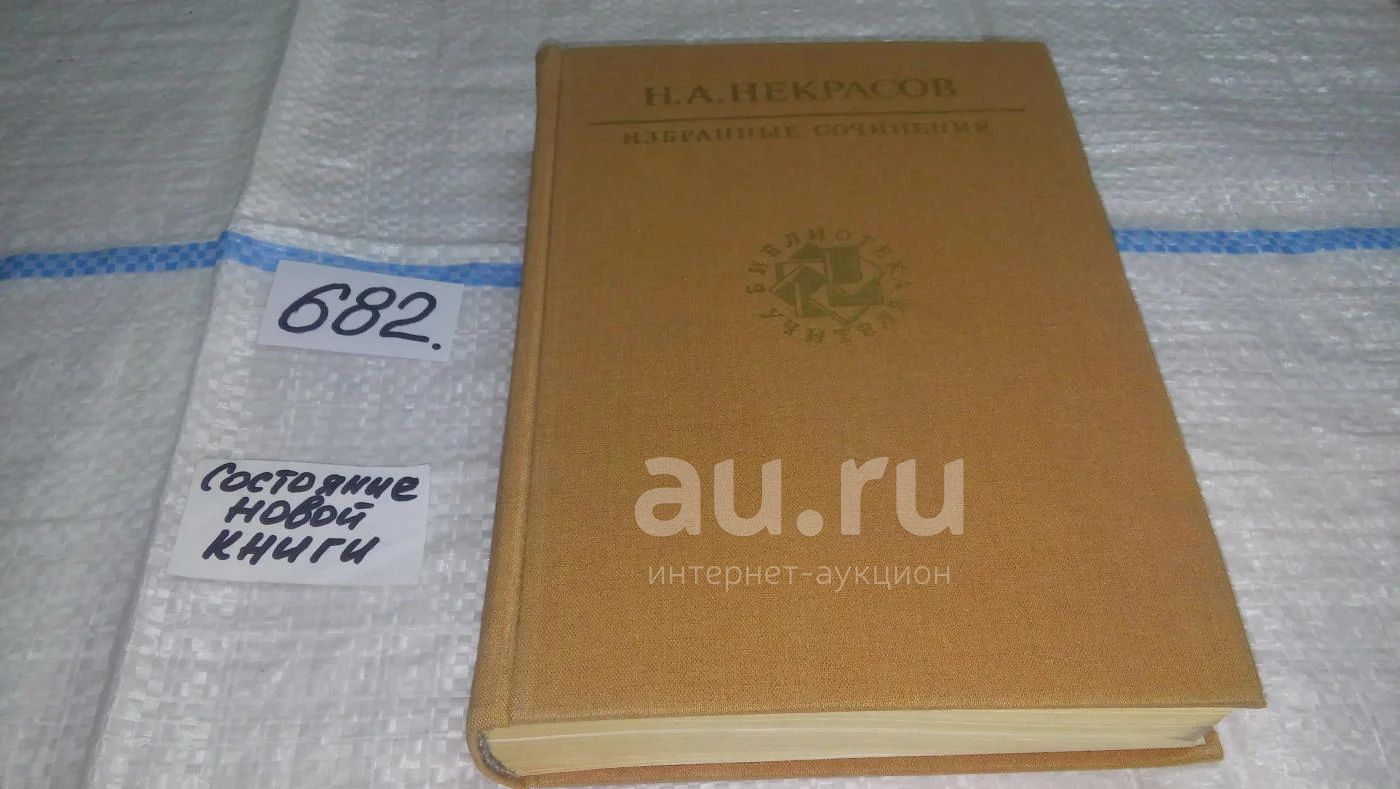 Н.А.НЕКРАСОВ
ИЗБРАННЫЕ СОЧИНЕНИЯ
БИБЛИОТЕКА УЧИТЕЛЯ
682.
Состояние
новой
книги
au.ru
интернет-аукцион